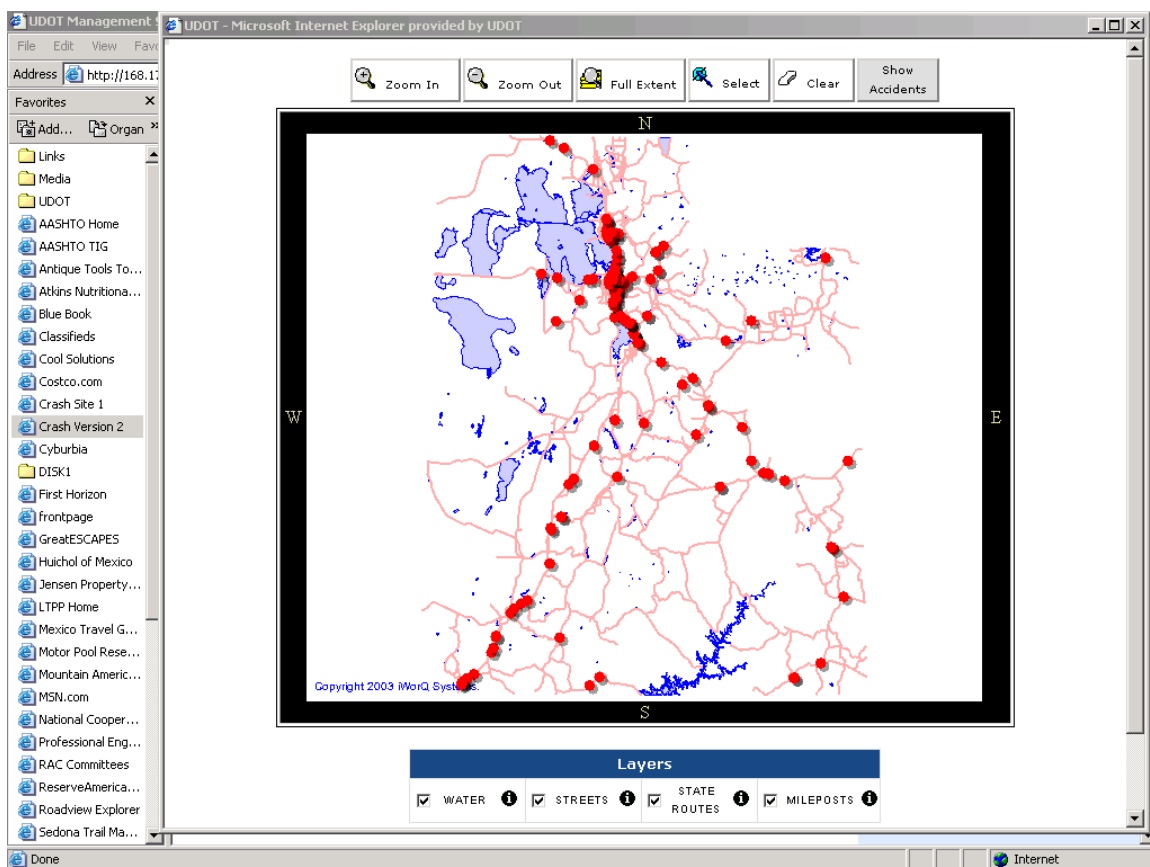 UDOT Management S
UDOT - Microsoft Internet Explorer provided by UDOT
File Edit View Favo
Address http://168.17
Favorites
Add... Organ »
Links
Media
UDOT
AASHTO Home
AASHTO TIG
Antique Tools To...
Atkins Nutritiona...
Blue Book
Classifieds
Cool Solutions
Costco.com
Crash Site 1
Crash Version 2
Cyburbia
DISK1
First Horizon
frontpage
GreatESCAPES
Huichol of Mexico
Jensen Property...
LTPP Home
Mexico Travel G...
Motor Pool Rese...
Mountain Americ...
MSN.com
National Cooper...
Professional Eng...
RAC Committees
ReserveAmerica...
Roadview Explorer
Sedona Trail Ma...
Zoom In
Zoom Out
Full Extent
Select
Clear
Show
Accidents
N
W
E
Copyright 2003 iWorQ Systems.
S
Layers
WATER
STREETS
STATE
ROUTES
MILEPOSTS
Done
Internet